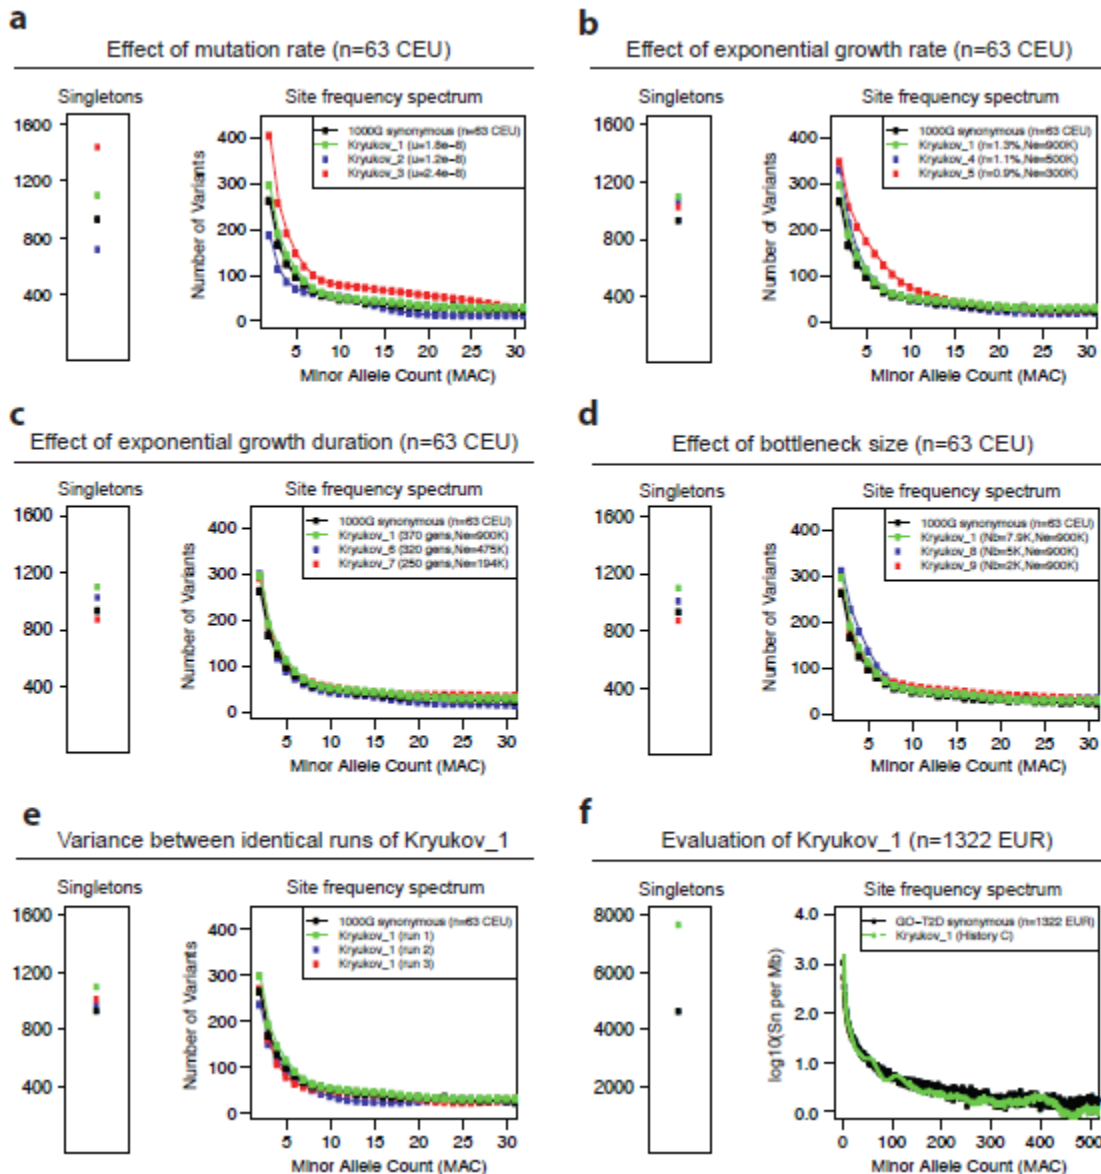 a
Effect of mutation rate (n=63 CEU)
Singletons
1600
1200
800
400
Site frequency spectrum
Number of Variants
400
300
200
100
0
1000G synonymous (n=63 CEU)
Kryukov_1 (u=1.8e-8)
Kryukov_2 (u=1.2e-8)
Kryukov_3 (u=2.4e-8)
5 10 15 20 25 30
Minor Allele Count (MAC)
b
Effect of exponential growth rate (n=63 CEU)
Singletons
1600
1200
800
400
Site frequency spectrum
Number of Variants
400
300
200
100
0
1000G synonymous (n=63 CEU)
Kryukov_1 (r=1.3%,Ne=900K)
Kryukov_4 (r=1.1%,Ne=500K)
Kryukov_5 (r=0.9%,Ne=300K)
5 10 15 20 25 30
Minor Allele Count (MAC)
c
Effect of exponential growth duration (n=63 CEU)
Singletons
1600
1200
800
400
Site frequency spectrum
Number of Variants
400
300
200
100
0
1000G synonymous (n=63 CEU)
Kryukov_1 (370 gens,Ne=900K)
Kryukov_6 (320 gens,Ne=475K)
Kryukov_7 (250 gens,Ne=194K)
5 10 15 20 25 30
Minor Allele Count (MAC)
d
Effect of bottleneck size (n=63 CEU)
Singletons
1600
1200
800
400
Site frequency spectrum
Number of Variants
400
300
200
100
0
1000G synonymous (n=63 CEU)
Kryukov_1 (Nb=7.9K,Ne=900K)
Kryukov_8 (Nb=5K,Ne=900K)
Kryukov_9 (Nb=2K,Ne=900K)
5 10 15 20 25 30
Minor Allele Count (MAC)
e
Variance between identical runs of Kryukov_1
Singletons
1600
1200
800
400
Site frequency spectrum
Number of Variants
400
300
200
100
0
1000G synonymous (n=63 CEU)
Kryukov_1 (run 1)
Kryukov_1 (run 2)
Kryukov_1 (run 3)
5 10 15 20 25 30
Minor Allele Count (MAC)
f
Evaluation of Kryukov_1 (n=1322 EUR)
Singletons
8000
6000
4000
2000
Site frequency spectrum
log10(Sn per Mb)
4.0
3.0
2.0
1.0
0.0
GO-T2D synonymous (n=1322 EUR)
Kryukov_1 (History C)
0 100 200 300 400 500
Minor Allele Count (MAC)